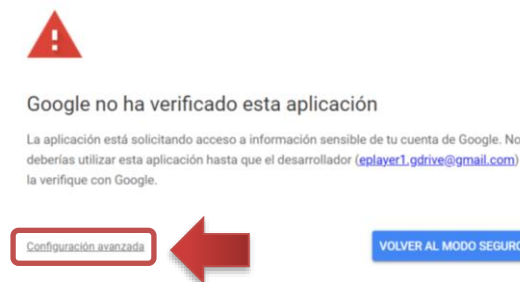 Google no ha verificado esta aplicación
La aplicación está solicitando acceso a información sensible de tu cuenta de Google. No
deberías utilizar esta aplicación hasta que el desarrollador (eplayer1.gdrive@gmail.com)
la verifique con Google.
Configuración avanzada
VOLVER AL MODO SEGURO